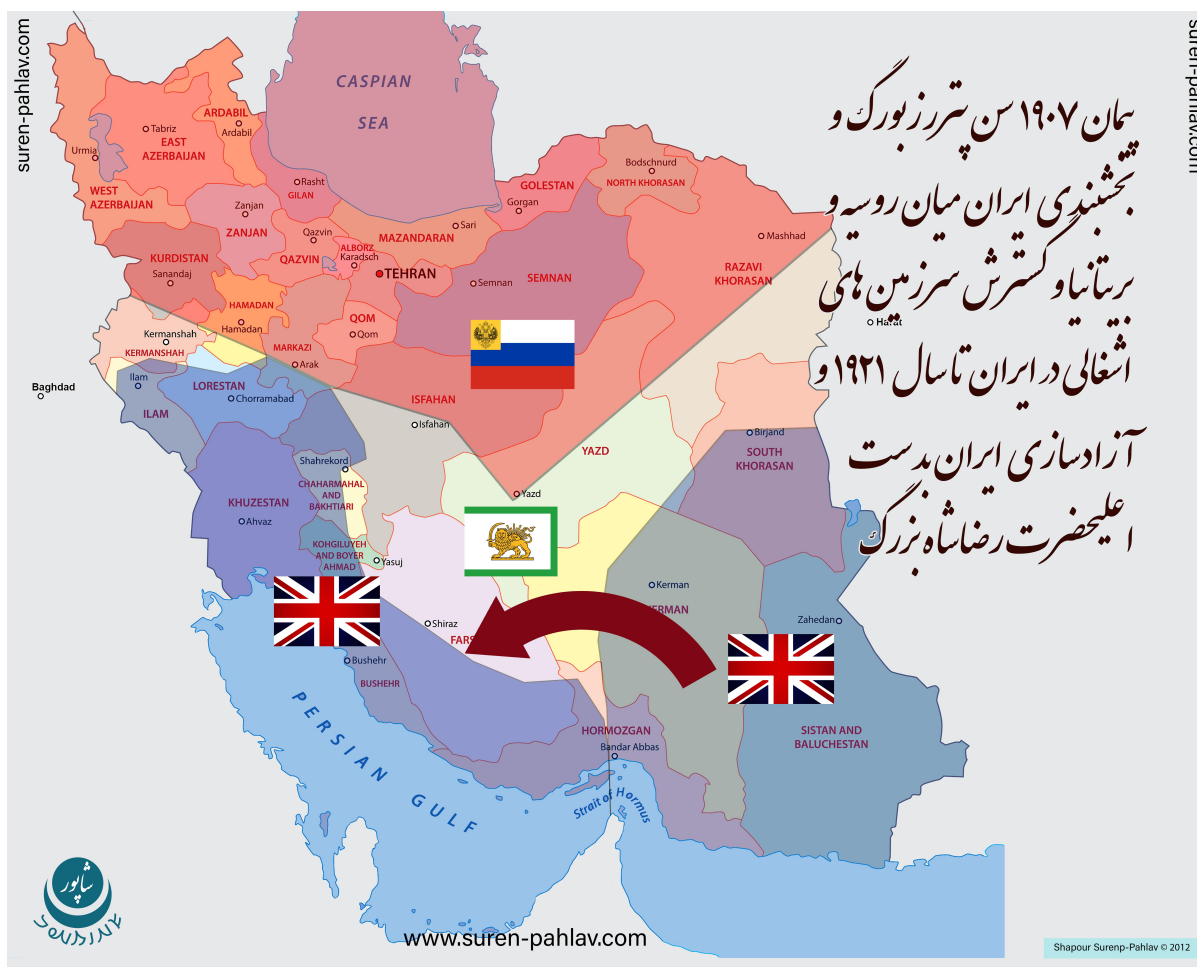 suren-pahlav.com
suren-pahlav.com
پیمان ۱۹۰۷ سن پترزبورگ و
بخشبندی ایران میان روسیه و
بریتانیا و گسترش سرزمین های
اشغالی در ایران تا سال ۱۹۲۱ و
آزادسازی ایران بدست
اعلیحضرت رضاشاه بزرگ
CASPIAN
SEA
ARDABIL
Ardabil
Tabriz
EAST
AZERBAIJAN
Urmia
WEST
AZERBAIJAN
Rasht
GILAN
Zanjan
ZANJAN
Qazvin
QAZVIN
ALBORZ
Karadsch
TEHRAN
MAZANDARAN
Sari
GOLESTAN
Gorgan
Bodschnurd
NORTH KHORASAN
Mashhad
RAZAVI
KHORASAN
SEMNAN
Semnan
KURDISTAN
Sanandaj
HAMADAN
Hamadan
QOM
Qom
MARKAZI
Arak
Kermanshah
KERMANSHAH
Harat
Baghdad
Ilam
ILAM
LORESTAN
Chorramabad
ISFAHAN
Isfahan
YAZD
Yazd
Birjand
SOUTH
KHORASAN
Shahrekord
CHAHARMAHAL
AND
BAKHTIARI
KHUZESTAN
Ahvaz
KOHGILUYEH
AND BOYER
AHMAD
Yasuj
Kerman
KERMAN
Shiraz
FARS
Zahedan
Bushehr
BUSHEHR
HORMOZGAN
Bandar Abbas
SISTAN AND
BALUCHESTAN
PERSIAN GULF
Strait of Hormus
شاپور
www.suren-pahlav.com
Shapour Surenp-Pahlav © 2012